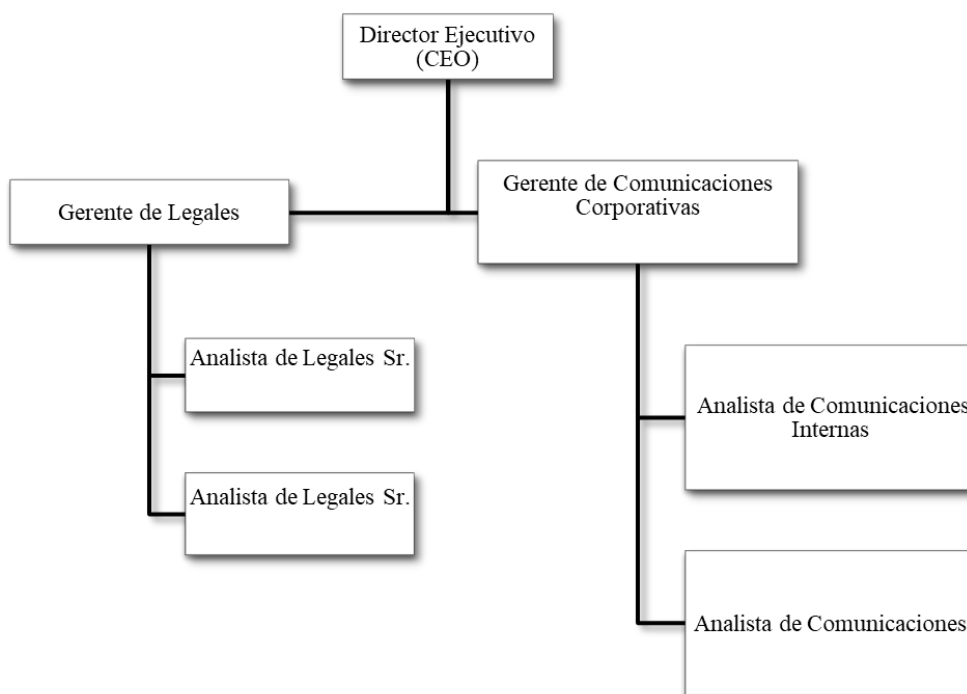 Director Ejecutivo
(CEO)
Gerente de Legales
Gerente de Comunicaciones
Corporativas
Analista de Legales Sr.
Analista de Legales Sr.
Analista de Comunicaciones
Internas
Analista de Comunicaciones